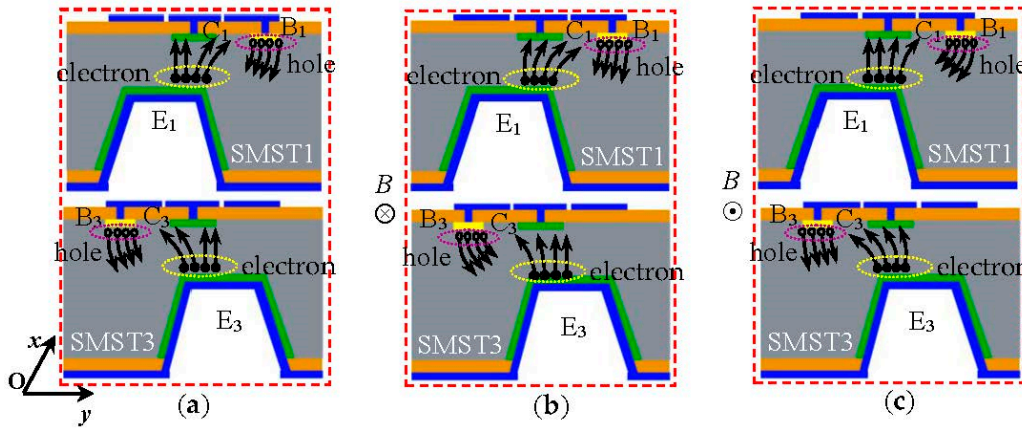 C1 B1
electron hole
E1
SMST1
B3 C3
hole electron
E3
SMST3
x
O
y
(a)
C1 B1
electron hole
E1
SMST1
B
⊗
B3 C3
hole electron
E3
SMST3
(b)
C1 B1
electron hole
E1
SMST1
B
⊙
B3 C3
hole electron
E3
SMST3
(c)